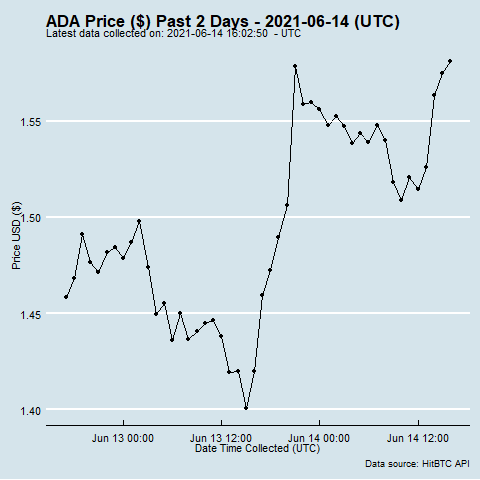 ADA Price ($) Past 2 Days - 2021-06-14 (UTC)
Latest data collected on: 2021-06-14 16:02:50 - UTC
1.55
1.50
1.45
1.40
Price USD ($)
Jun 13 00:00 Jun 13 12:00 Jun 14 00:00 Jun 14 12:00
Date Time Collected (UTC)
Data source: HitBTC API